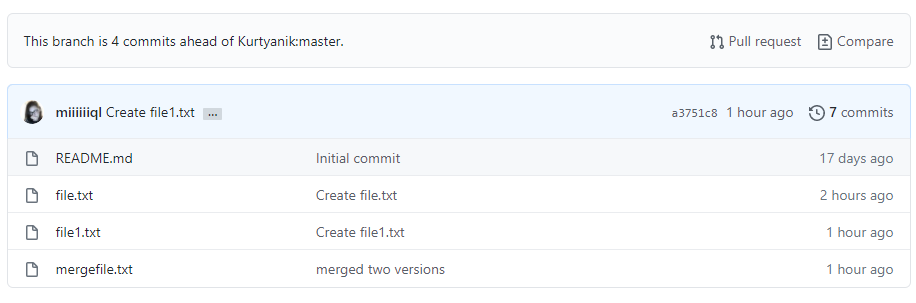 This branch is 4 commits ahead of Kurtyanik:master. Pull request Compare
miiiiiiql Create file1.txt ... a3751c8 1 hour ago 7 commits
README.md Initial commit 17 days ago
file.txt Create file.txt 2 hours ago
file1.txt Create file1.txt 1 hour ago
mergefile.txt merged two versions 1 hour ago